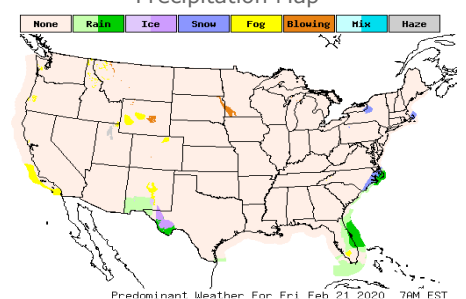 Precipitation Map
None Rain Ice Snow Fog Blowing Mix Haze
Predominant Weather For Fri Feb 21 2020 7AM EST